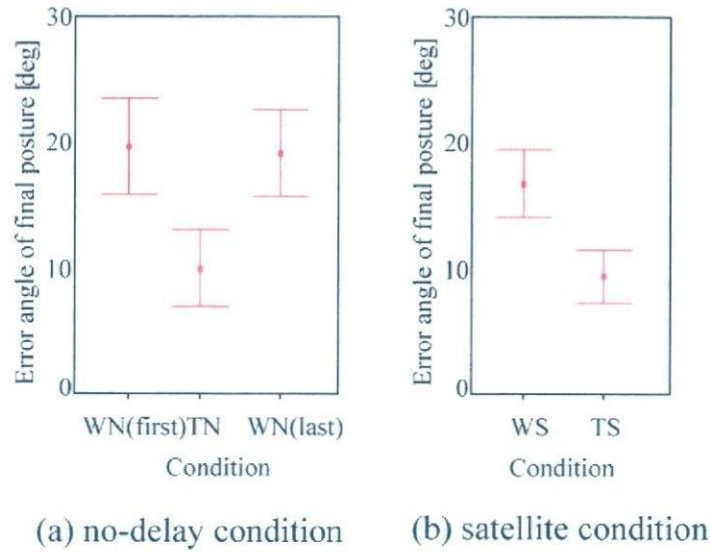 Error angle of final posture [deg]
30
20
10
0
WN(first) TN WN(last)
Condition
(a) no-delay condition
Error angle of final posture [deg]
30
20
10
0
WS TS
Condition
(b) satellite condition